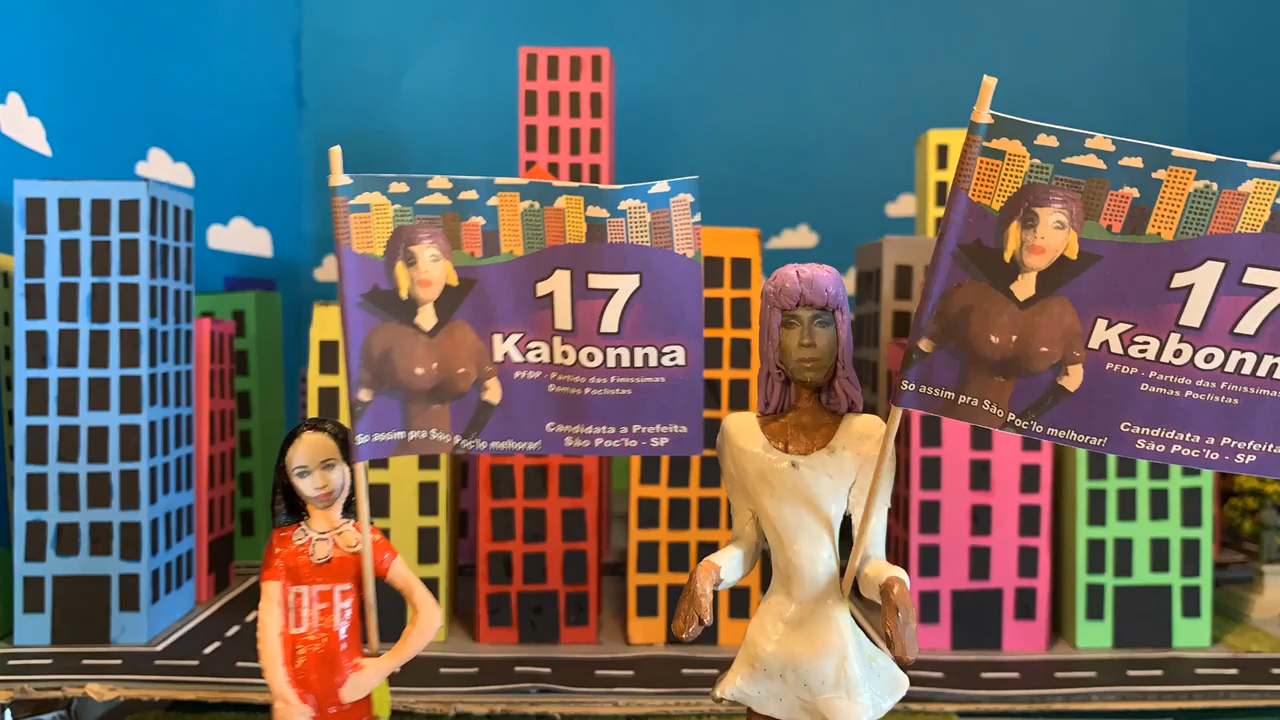 17
Kabonna
PFDP - Partido das Finíssimas
Damas Poclistas
Só assim pra São Poc'lo melhorar!
Candidata a Prefeita
São Poc'lo - SP
OFF
17
Kabonn
PFDP - Partido das Finíssimas
Damas Poclistas
Só assim pra São Poc'lo melhorar!
Candidata a Prefeita
São Poc'lo - SP